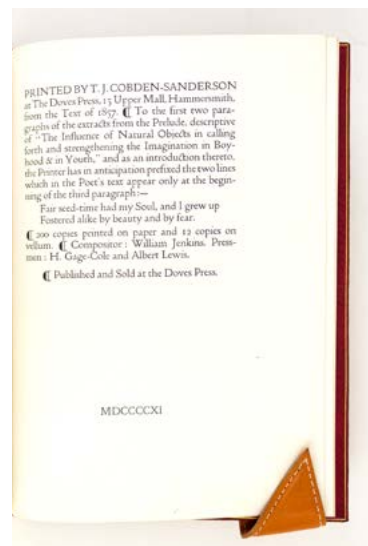 PRINTED BY T. J. COBDEN-SANDERSON
at The Doves Press, 15 Upper Mall, Hammersmith,
from the Text of 1857. ¶ To the first two para-
graphs of the extracts from the Prelude, descriptive
of "The Influence of Natural Objects in calling
forth and strengthening the Imagination in Boy-
hood & in Youth," and as an introduction thereto,
the Printer has in anticipation prefixed the two lines
which in the Poet's text appear only at the begin-
ning of the third paragraph:—
Fair seed-time had my Soul, and I grew up
Fostered alike by beauty and by fear.
¶ 200 copies printed on paper and 12 copies on
vellum. ¶ Compositor: William Jenkins. Press-
men: H. Gage-Cole and Albert Lewis.
¶ Published and Sold at the Doves Press.
MDCCCCXI